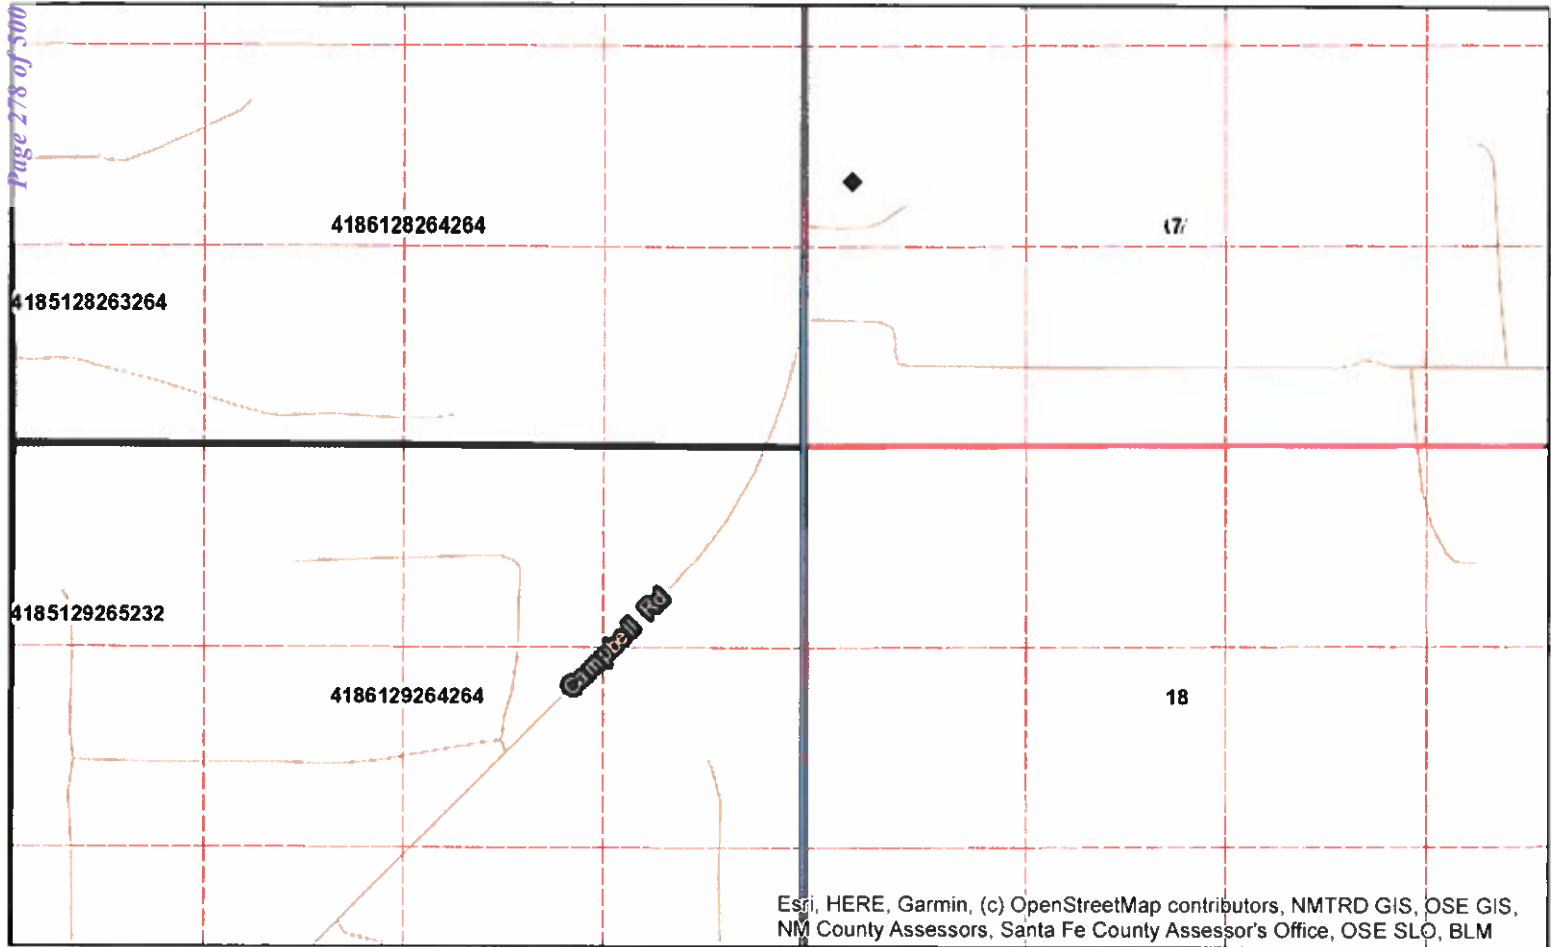 Page 278 of 500
4186128264264
4185128263264
Campbell Rd
4185129265232
4186129264264
18
Esri, HERE, Garmin, (c) OpenStreetMap contributors, NMTRD GIS, OSE GIS,
NM County Assessors, Santa Fe County Assessor's Office, OSE SLO, BLM